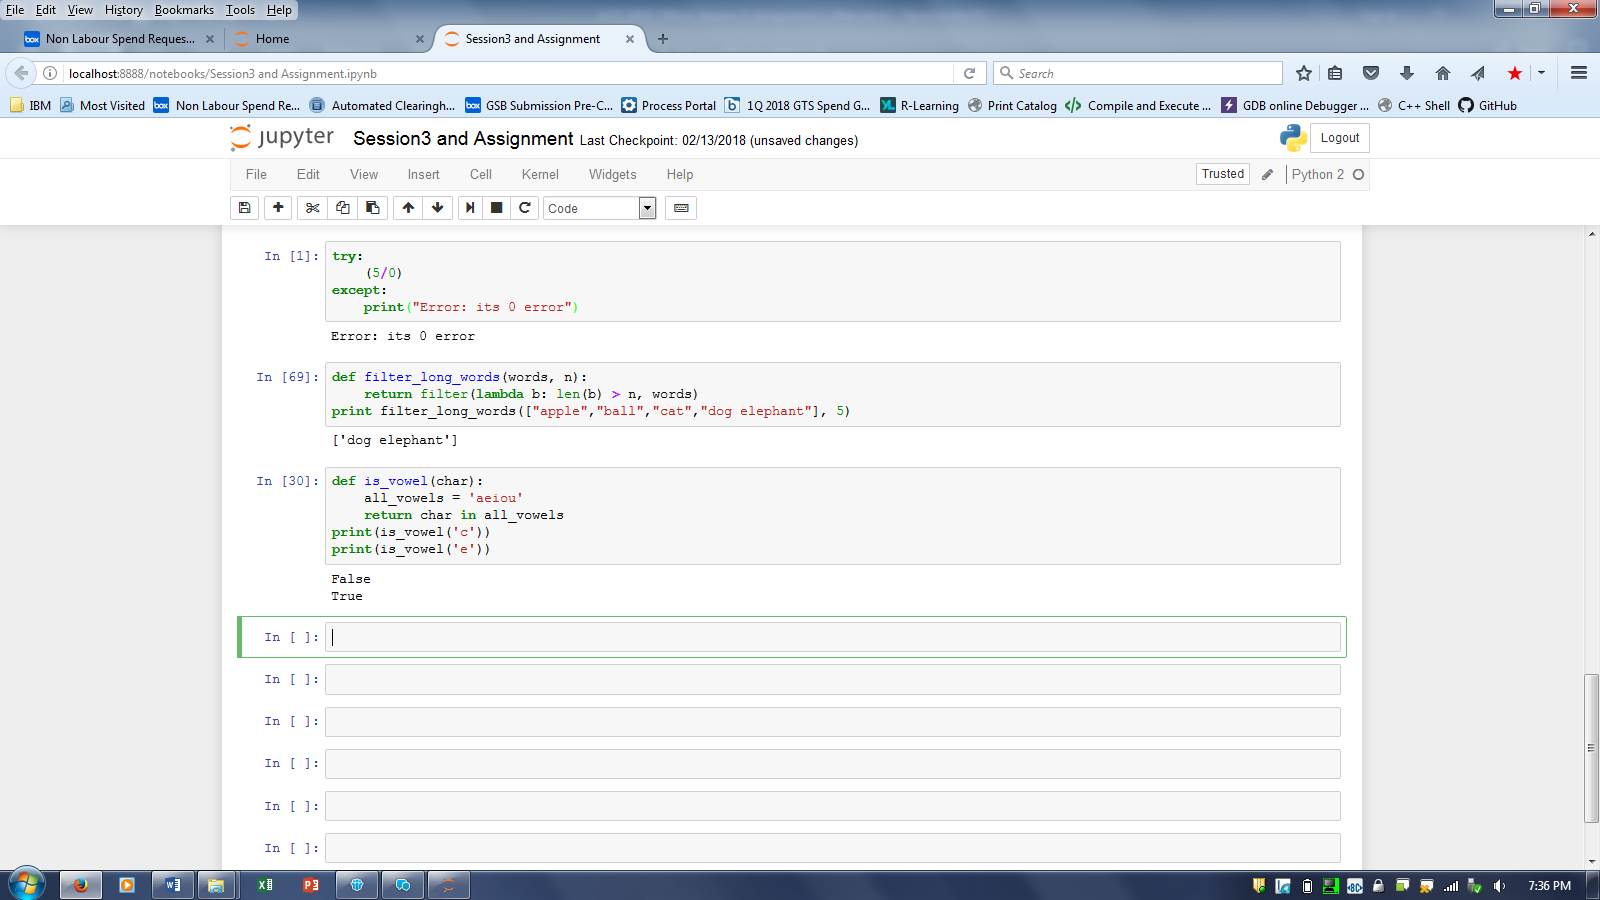 File Edit View History Bookmarks Tools Help
box Non Labour Spend Reques... Home Session3 and Assignment
localhost:8888/notebooks/Session3 and Assignment.ipynb Search
IBM Most Visited box Non Labour Spend Re... Automated Clearingh... box GSB Submission Pre-C... Process Portal b 1Q 2018 GTS Spend G... R-Learning Print Catalog </> Compile and Execute ... GDB online Debugger ... C++ Shell GitHub
jupyter Session3 and Assignment Last Checkpoint: 02/13/2018 (unsaved changes) Logout
File Edit View Insert Cell Kernel Widgets Help Trusted Python 2
Code
In [1]: try:
(5/0)
except:
print("Error: its 0 error")
Error: its 0 error
In [69]: def filter_long_words(words, n):
return filter(lambda b: len(b) > n, words)
print filter_long_words(["apple","ball","cat","dog elephant"], 5)
['dog elephant']
In [30]: def is_vowel(char):
all_vowels = 'aeiou'
return char in all_vowels
print(is_vowel('c'))
print(is_vowel('e'))
False
True
In [ ]:
In [ ]:
In [ ]:
In [ ]:
In [ ]:
In [ ]:
7:36 PM